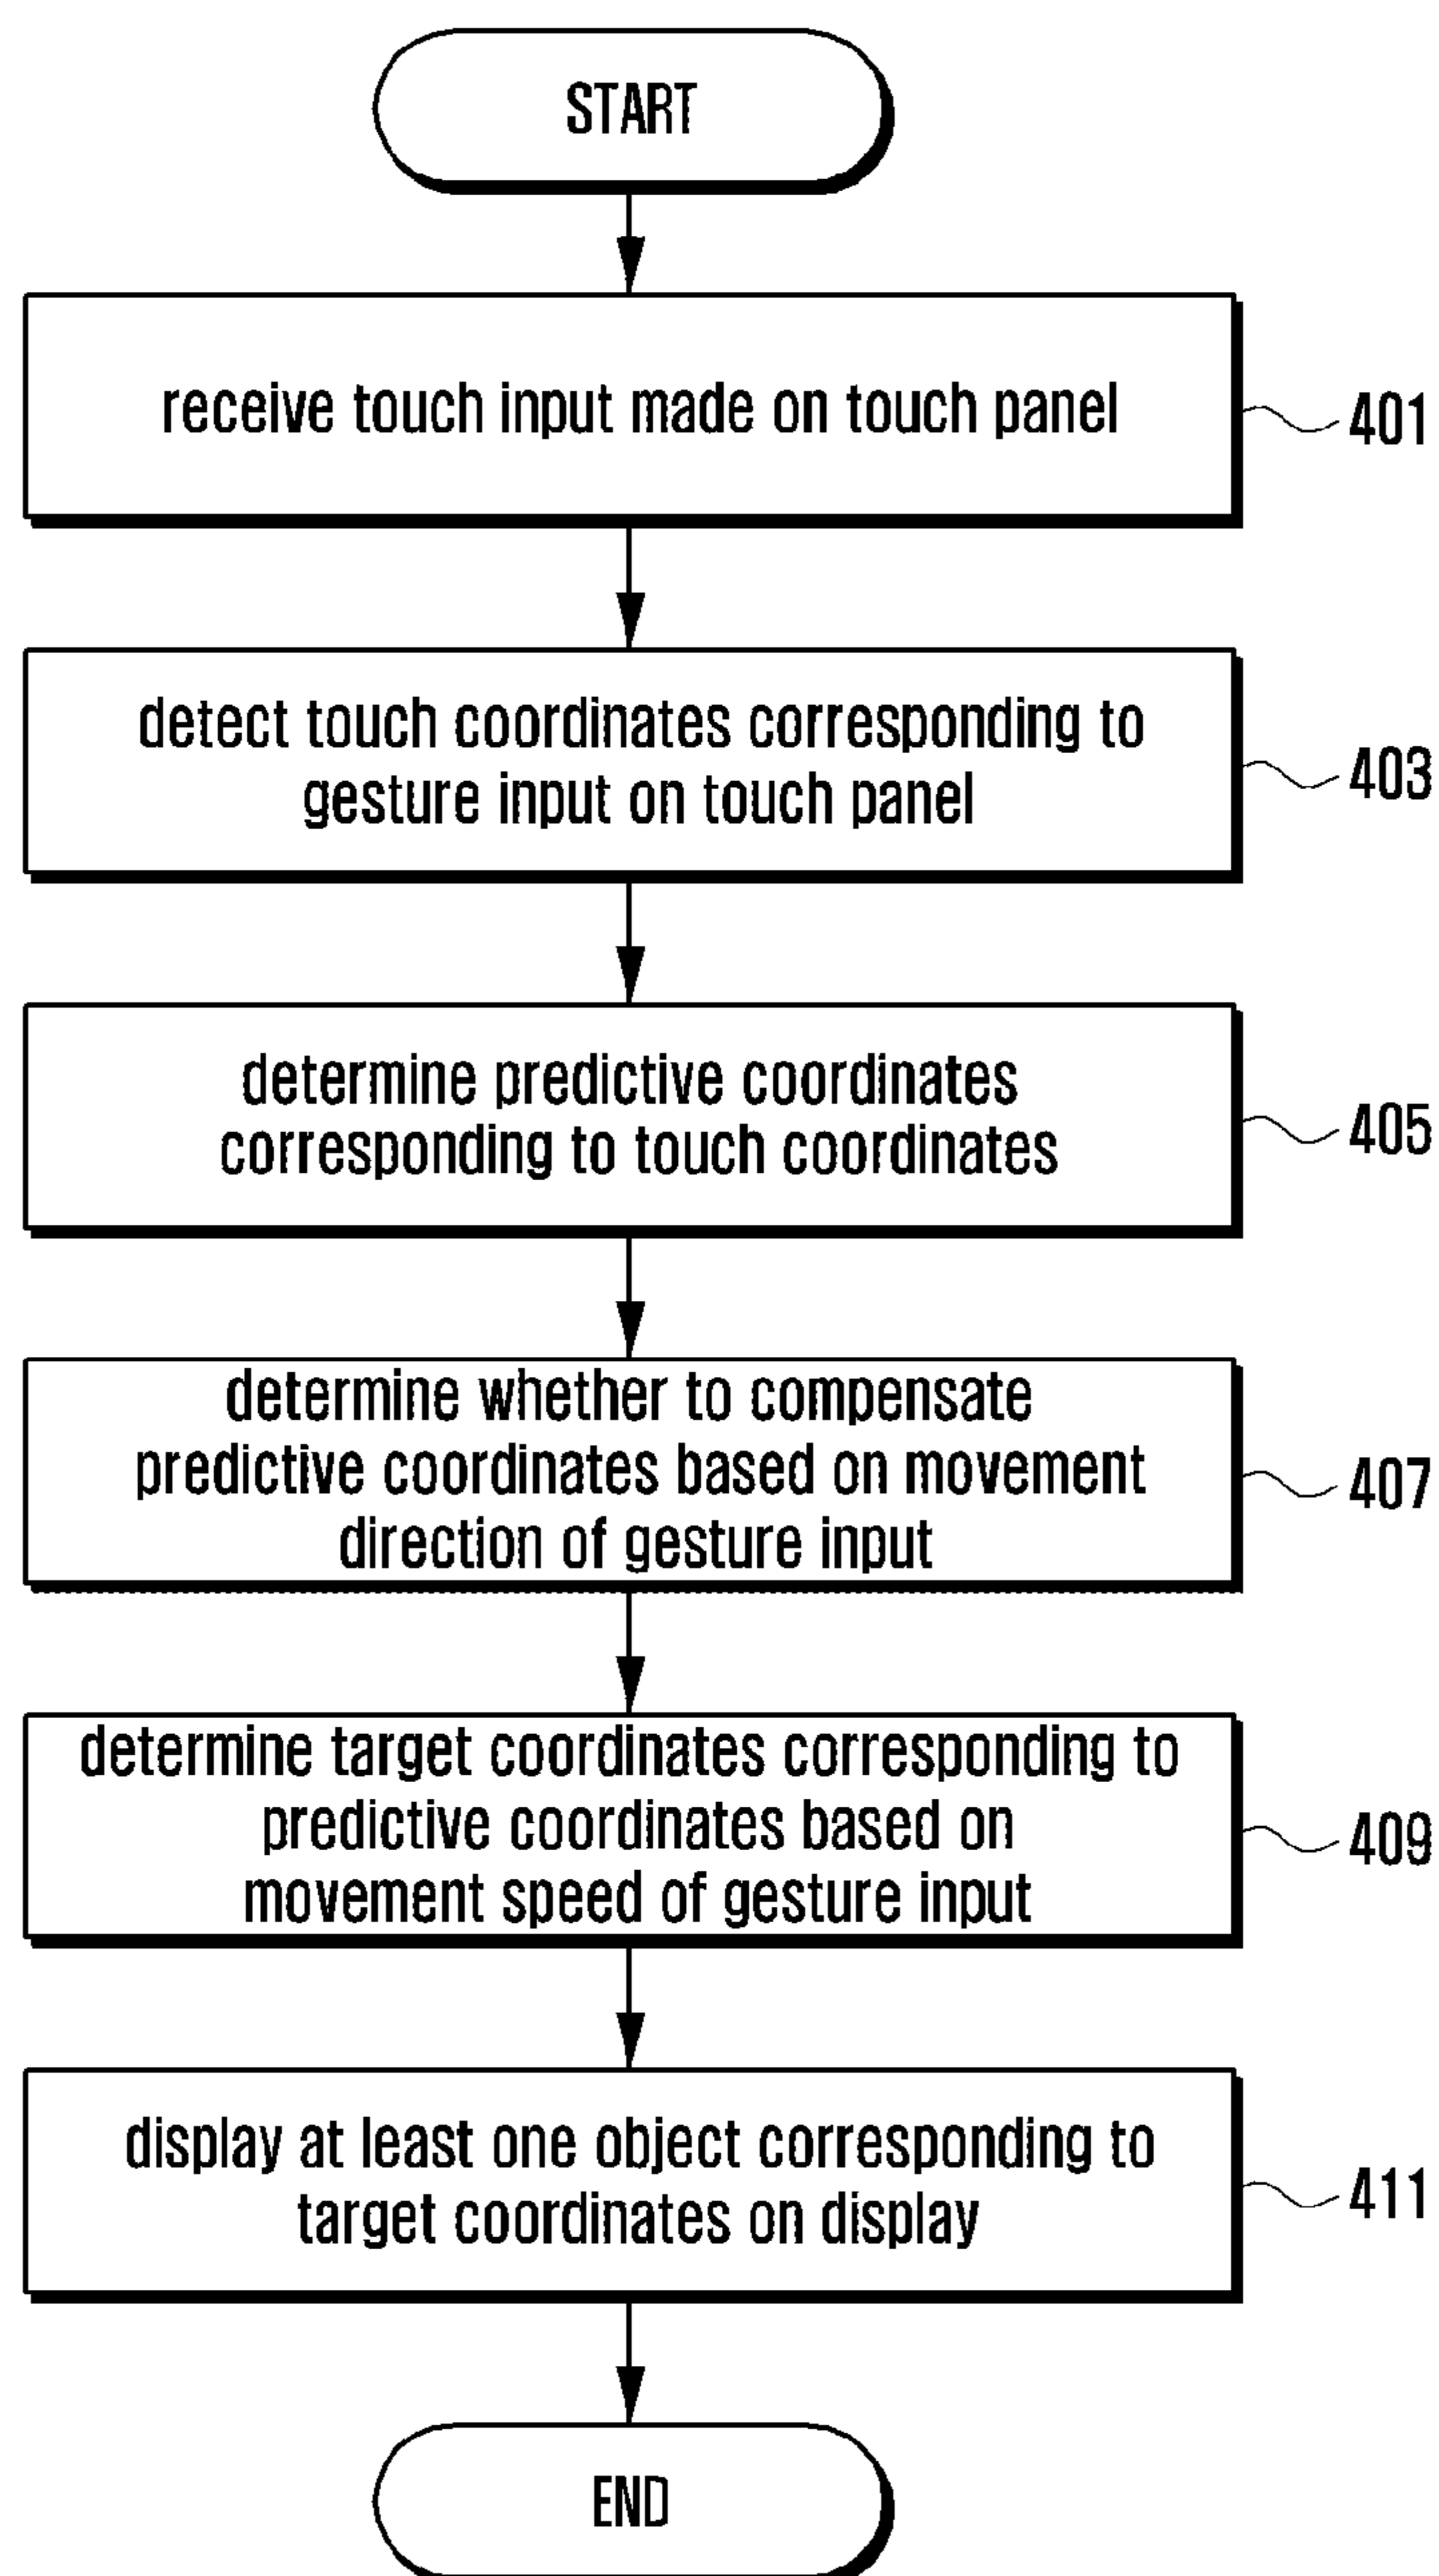 START
receive touch input made on touch panel
401
detect touch coordinates corresponding to
gesture input on touch panel
403
determine predictive coordinates
corresponding to touch coordinates
405
determine whether to compensate
predictive coordinates based on movement
direction of gesture input
407
determine target coordinates corresponding to
predictive coordinates based on
movement speed of gesture input
409
display at least one object corresponding to
target coordinates on display
411
END